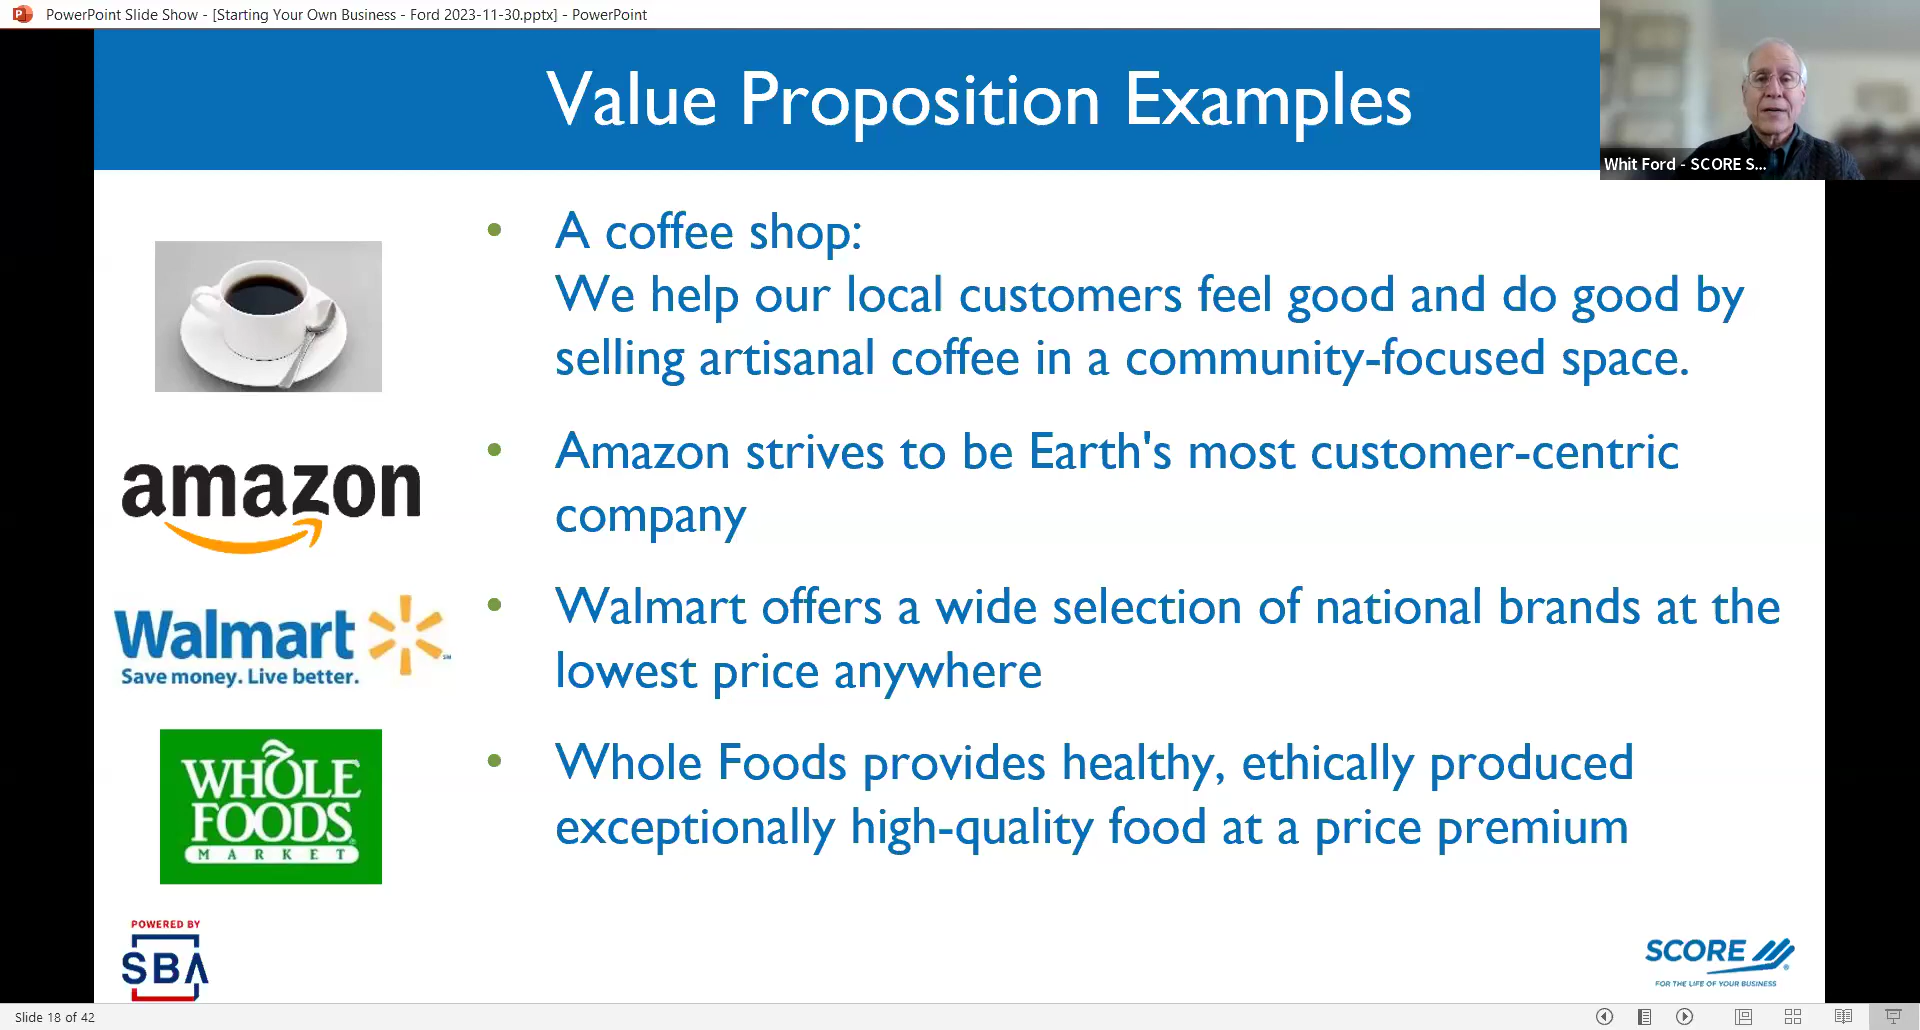 PowerPoint Slide Show - [Starting Your Own Business - Ford 2023-11-30.pptx] - PowerPoint
Value Proposition Examples
Whit Ford - SCORE S...
• A coffee shop:
We help our local customers feel good and do good by
selling artisanal coffee in a community-focused space.
amazon
• Amazon strives to be Earth's most customer-centric
company
Walmart
Save money. Live better.
• Walmart offers a wide selection of national brands at the
lowest price anywhere
WHOLE
FOODS
MARKET
• Whole Foods provides healthy, ethically produced
exceptionally high-quality food at a price premium
POWERED BY
SBA
SCORE
FOR THE LIFE OF YOUR BUSINESS
Slide 18 of 42